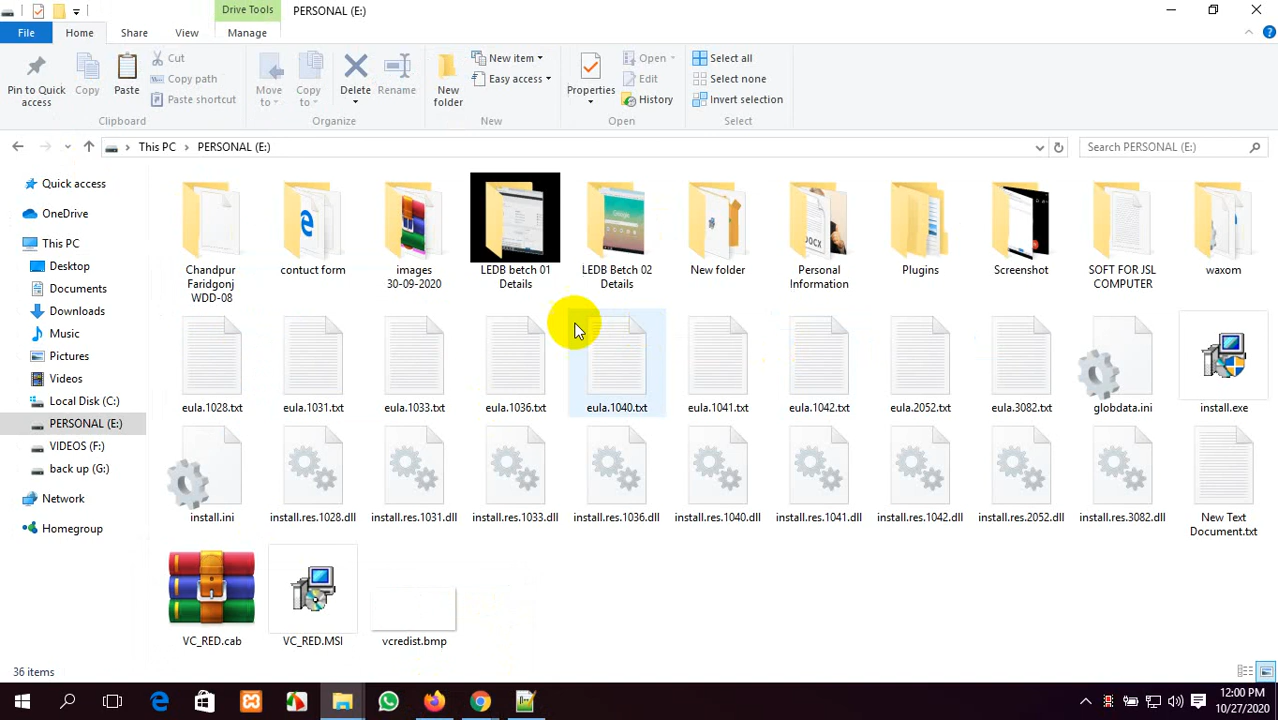 Drive Tools
PERSONAL (E:)
File
Home
Share
View
Manage
Pin to Quick
access
Copy
Paste
Cut
Copy path
Paste shortcut
Clipboard
Move
to
Copy
to
Delete
Rename
Organize
New
folder
New item
Easy access
New
Properties
Open
Edit
History
Open
Select all
Select none
Invert selection
Select
This PC
PERSONAL (E:)
Search PERSONAL (E:)
Quick access
OneDrive
This PC
Desktop
Documents
Downloads
Music
Pictures
Videos
Local Disk (C:)
PERSONAL (E:)
VIDEOS (F:)
back up (G:)
Network
Homegroup
Chandpur
Faridgonj
WDD-08
contuct form
images
30-09-2020
LEDB betch 01
Details
LEDB Betch 02
Details
New folder
DOCX
Personal
Information
Plugins
Screenshot
SOFT FOR JSL
COMPUTER
waxom
eula.1028.txt
eula.1031.txt
eula.1033.txt
eula.1036.txt
eula.1040.txt
eula.1041.txt
eula.1042.txt
eula.2052.txt
eula.3082.txt
globdata.ini
install.exe
install.ini
install.res.1028.dll
install.res.1031.dll
install.res.1033.dll
install.res.1036.dll
install.res.1040.dll
install.res.1041.dll
install.res.1042.dll
install.res.2052.dll
install.res.3082.dll
New Text
Document.txt
VC_RED.cab
VC_RED.MSI
vcredist.bmp
36 items
12:00 PM
10/27/2020